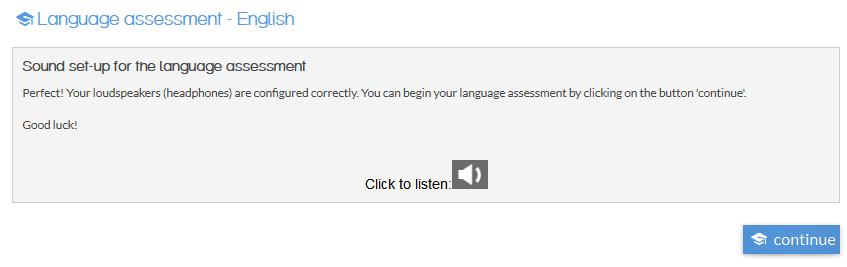 Language assessment - English
Sound set-up for the language assessment
Perfect! Your loudspeakers (headphones) are configured correctly. You can begin your language assessment by clicking on the button 'continue'.
Good luck!
Click to listen:
continue